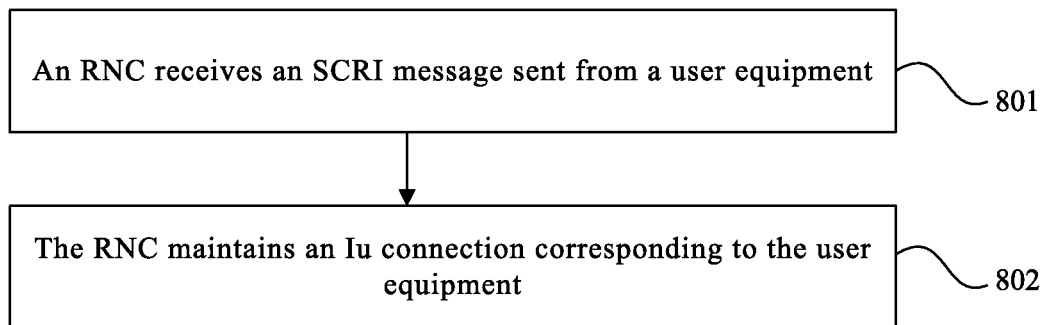 An RNC receives an SCRI message sent from a user equipment
801
The RNC maintains an Iu connection corresponding to the user
equipment
802